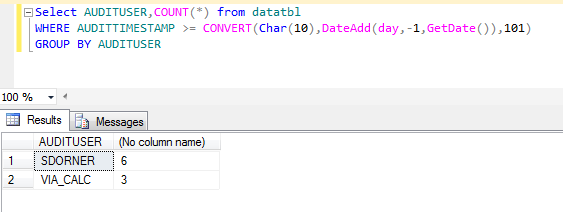 Select AUDITUSER,COUNT(*) from datatbl
WHERE AUDITTIMESTAMP >= CONVERT(Char(10),DateAdd(day,-1,GetDate()),101)
GROUP BY AUDITUSER
100 %
Results Messages
AUDITUSER (No column name)
1 SDORNER 6
2 VIA_CALC 3